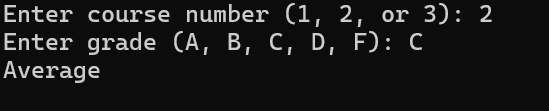 Enter course number (1, 2, or 3): 2
Enter grade (A, B, C, D, F): C
Average